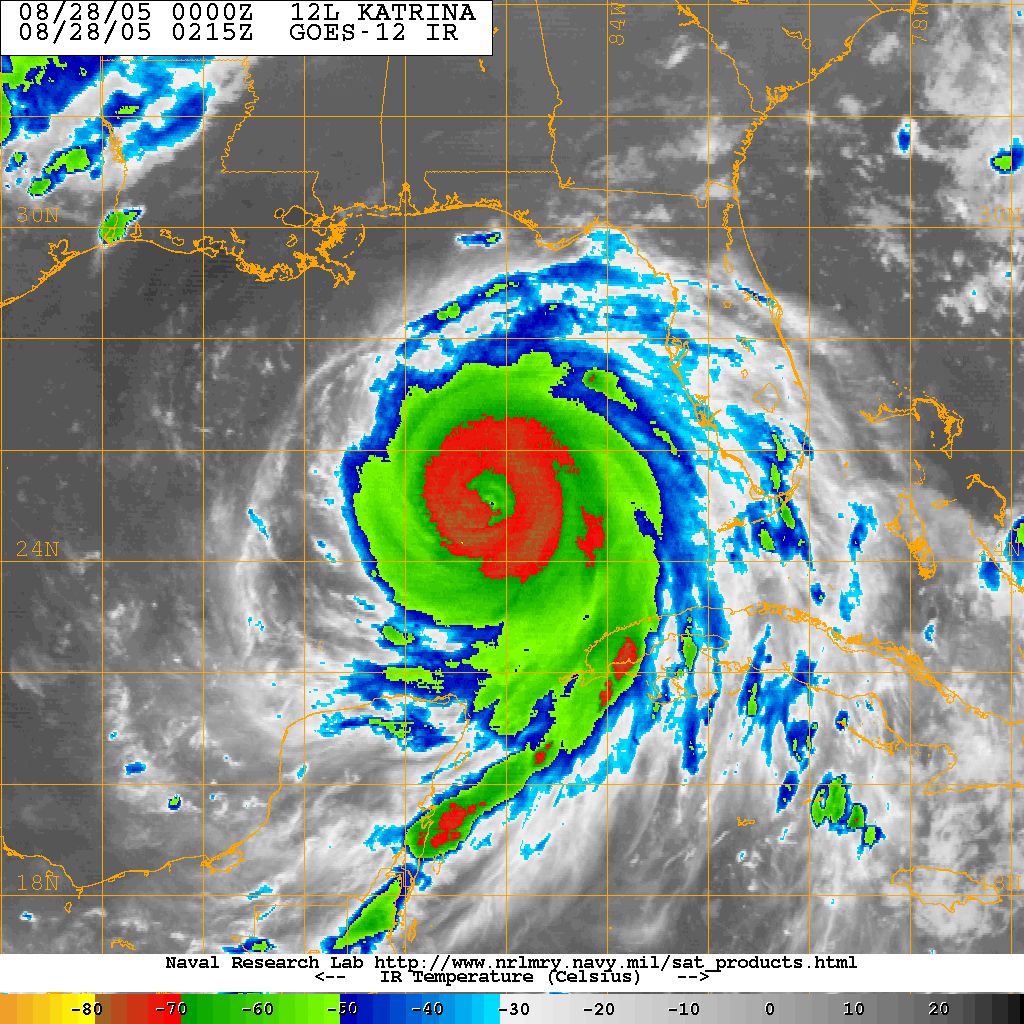 08/28/05 0000Z 12L KATRINA
08/28/05 0215Z GOES-12 IR
84W
78W
30N
30N
24N
24N
18N
18N
Naval Research Lab http://www.nrlmry.navy.mil/sat_products.html
<-- IR Temperature (Celsius) -->
-80 -70 -60 -50 -40 -30 -20 -10 0 10 20